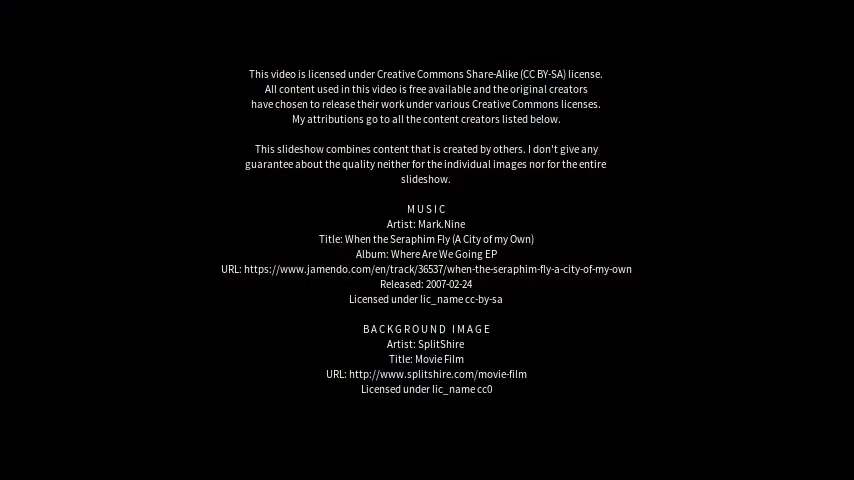 This video is licensed under Creative Commons Share-Alike (CC BY-SA) license.
All content used in this video is free available and the original creators
have chosen to release their work under various Creative Commons licenses.
My attributions go to all the content creators listed below.
This slideshow combines content that is created by others. I don't give any
guarantee about the quality neither for the individual images nor for the entire
slideshow.
MUSIC
Artist: Mark.Nine
Title: When the Seraphim Fly (A City of my Own)
Album: Where Are We Going EP
URL: https://www.jamendo.com/en/track/36537/when-the-seraphim-fly-a-city-of-my-own
Released: 2007-02-24
Licensed under lic_name cc-by-sa
BACKGROUND IMAGE
Artist: SplitShire
Title: Movie Film
URL: http://www.splitshire.com/movie-film
Licensed under lic_name cc0